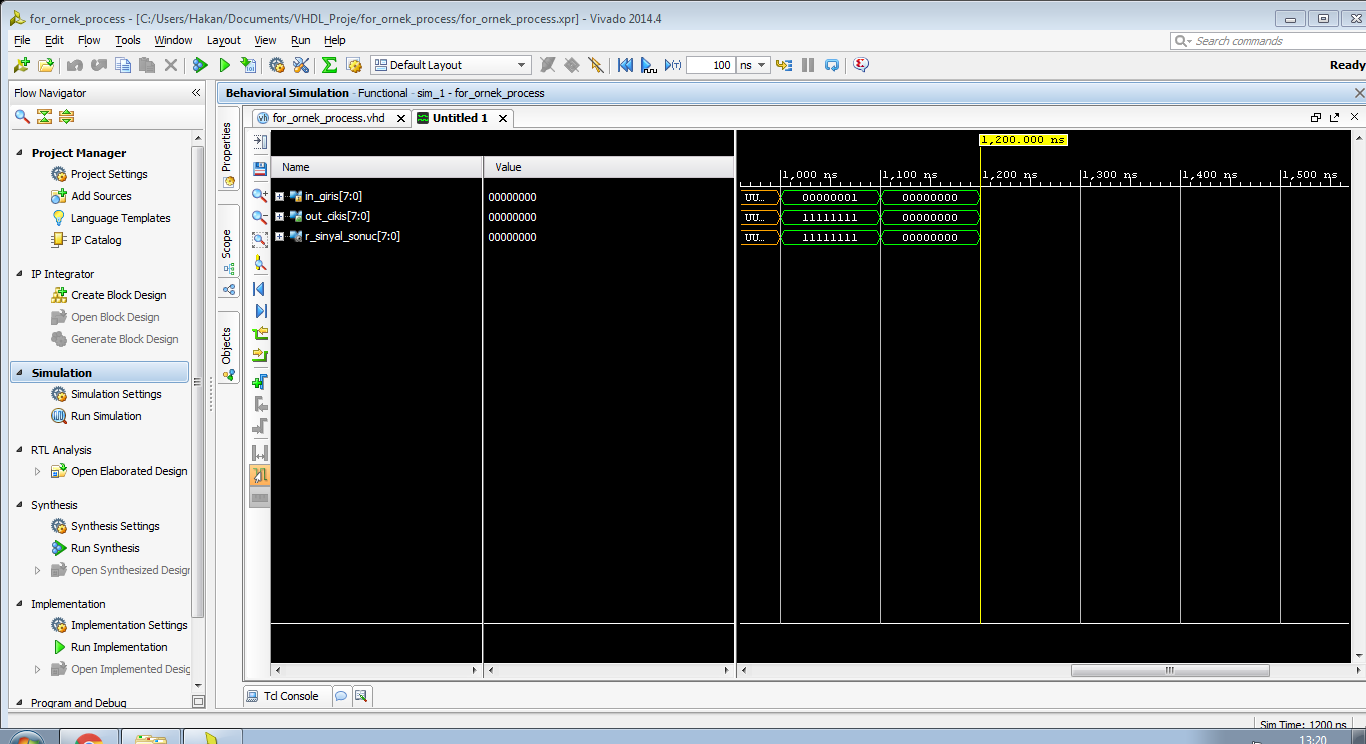 for_ornek_process - [C:/Users/Hakan/Documents/VHDL_Proje/for_ornek_process/for_ornek_process.xpr] - Vivado 2014.4
File Edit Flow Tools Window Layout View Run Help
Search commands
Default Layout
100 ns
Ready
Flow Navigator
Project Manager
Project Settings
Add Sources
Language Templates
IP Catalog
IP Integrator
Create Block Design
Open Block Design
Generate Block Design
Simulation
Simulation Settings
Run Simulation
RTL Analysis
Open Elaborated Design
Synthesis
Synthesis Settings
Run Synthesis
Open Synthesized Design
Implementation
Implementation Settings
Run Implementation
Open Implemented Desig
Program and Debug
Behavioral Simulation - Functional - sim_1 - for_ornek_process
Properties
Scope
Objects
for_ornek_process.vhd
Untitled 1
Name Value
in_giris[7:0] 00000000
out_cikis[7:0] 00000000
r_sinyal_sonuc[7:0] 00000000
1,200.000 ns
1,000 ns 1,100 ns 1,200 ns 1,300 ns 1,400 ns 1,500 ns
UU... 00000001 00000000
UU... 11111111 00000000
UU... 11111111 00000000
Tcl Console
Sim Time: 1200 ns
13:20